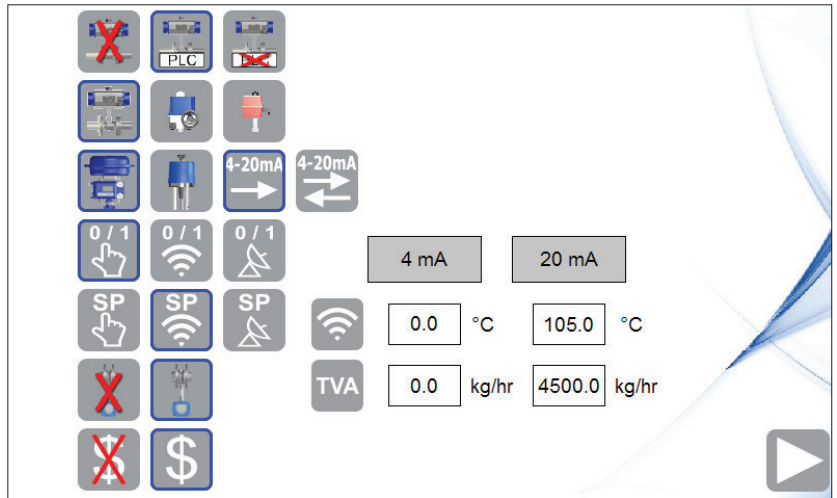 PLC
PLC
4-20mA 4-20mA
0 / 1 0 / 1 0 / 1
4 mA 20 mA
SP SP SP
0.0 °C 105.0 °C
TVA 0.0 kg/hr 4500.0 kg/hr
$ $